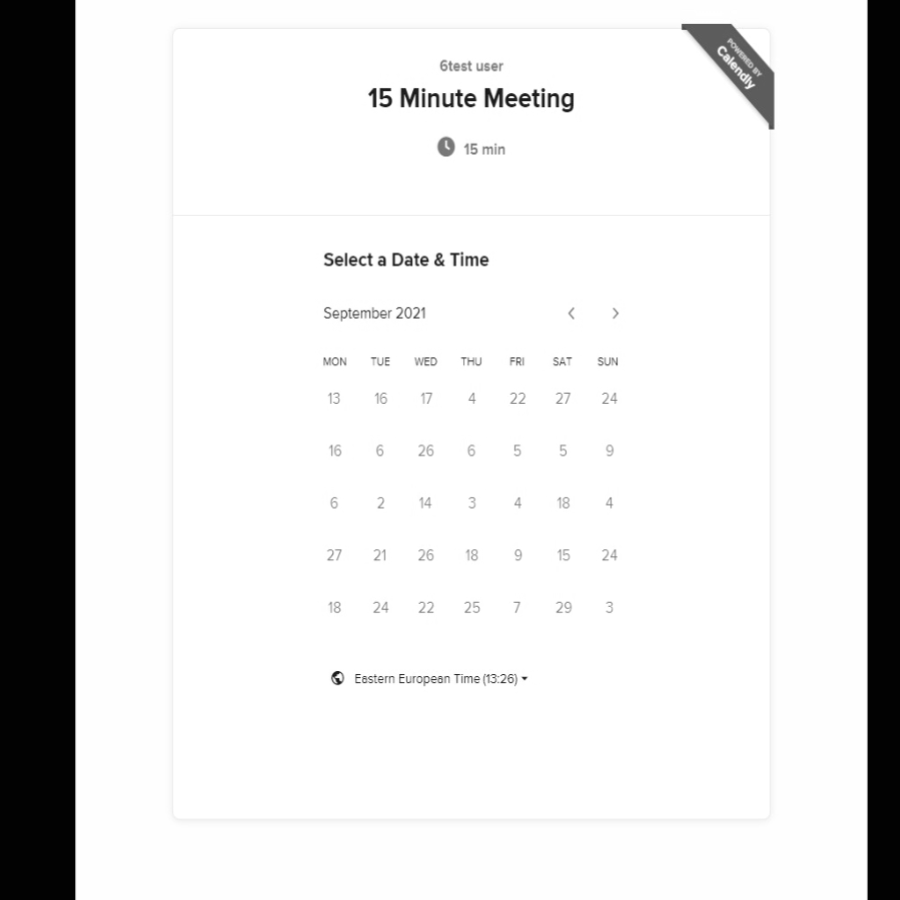 POWERED BY
Calendly
6test user
15 Minute Meeting
15 min
Select a Date & Time
September 2021
MON TUE WED THU FRI SAT SUN
13 16 17 4 22 27 24
16 6 26 6 5 5 9
6 2 14 3 4 18 4
27 21 26 18 9 15 24
18 24 22 25 7 29 3
Eastern European Time (13:26)